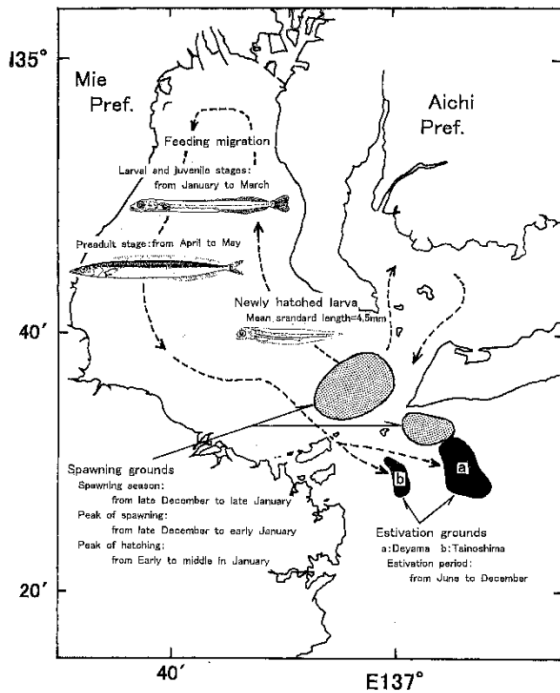 135°
Mie
Pref.
Aichi
Pref.
Feeding migration
Larval and juvenile stages:
from January to March
Preadult stage:from April to May
Newly hatched larva
Mean srandard length=4.5mm
40′
Spawning grounds
Spawning season:
from late December to late January
Peak of spawning:
from late December to early January
Peak of hatching:
from Early to middle in January
a
b
Estivation grounds
a:Deyama b:Tainoshima
Estivation period:
from June to December
20′
40′
E137°